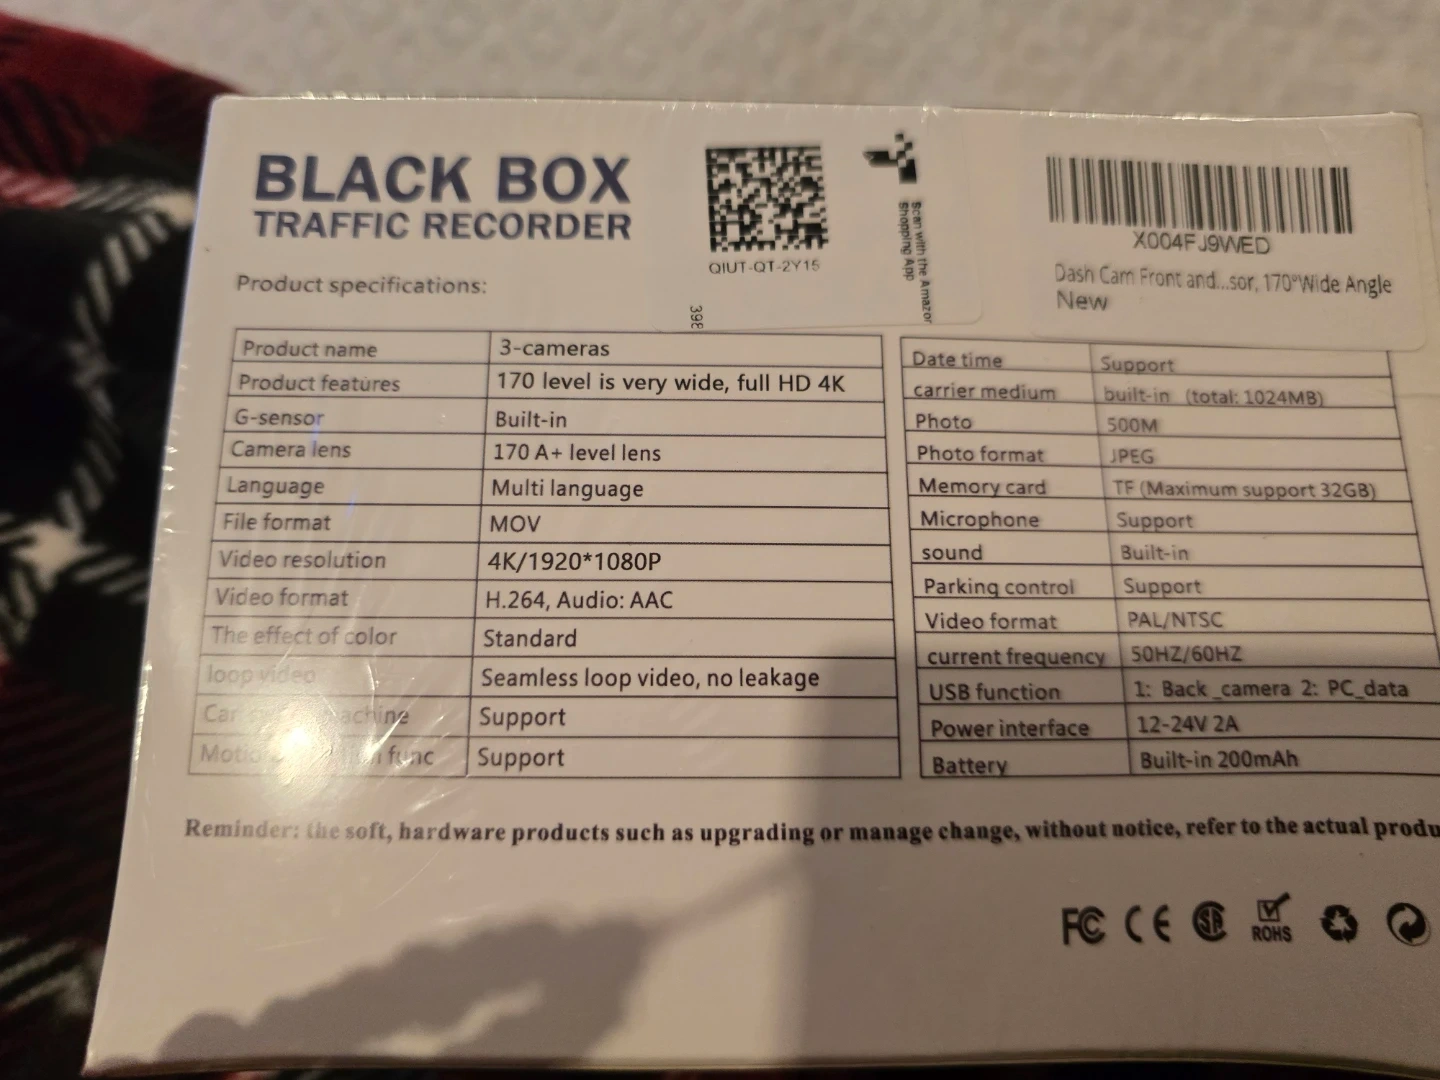 BLACK BOX
TRAFFIC RECORDER
QIUT-QT-2Y15
398
Scan with the Amazon
Shopping App
X004FJ9WED
Dash Cam Front and...sor, 170°Wide Angle
New
Product specifications:
Product name 3-cameras
Product features 170 level is very wide, full HD 4K
G-sensor Built-in
Camera lens 170 A+ level lens
Language Multi language
File format MOV
Video resolution 4K/1920*1080P
Video format H.264, Audio: AAC
The effect of color Standard
loop video Seamless loop video, no leakage
Car machine Support
func Support
Date time Support
carrier medium built-in (total: 1024MB)
Photo 500M
Photo format JPEG
Memory card TF (Maximum support 32GB)
Microphone Support
sound Built-in
Parking control Support
Video format PAL/NTSC
current frequency 50HZ/60HZ
USB function 1: Back_camera 2: PC_data
Power interface 12-24V 2A
Battery Built-in 200mAh
Reminder: the soft, hardware products such as upgrading or manage change, without notice, refer to the actual produ
FC CE SA ROHS